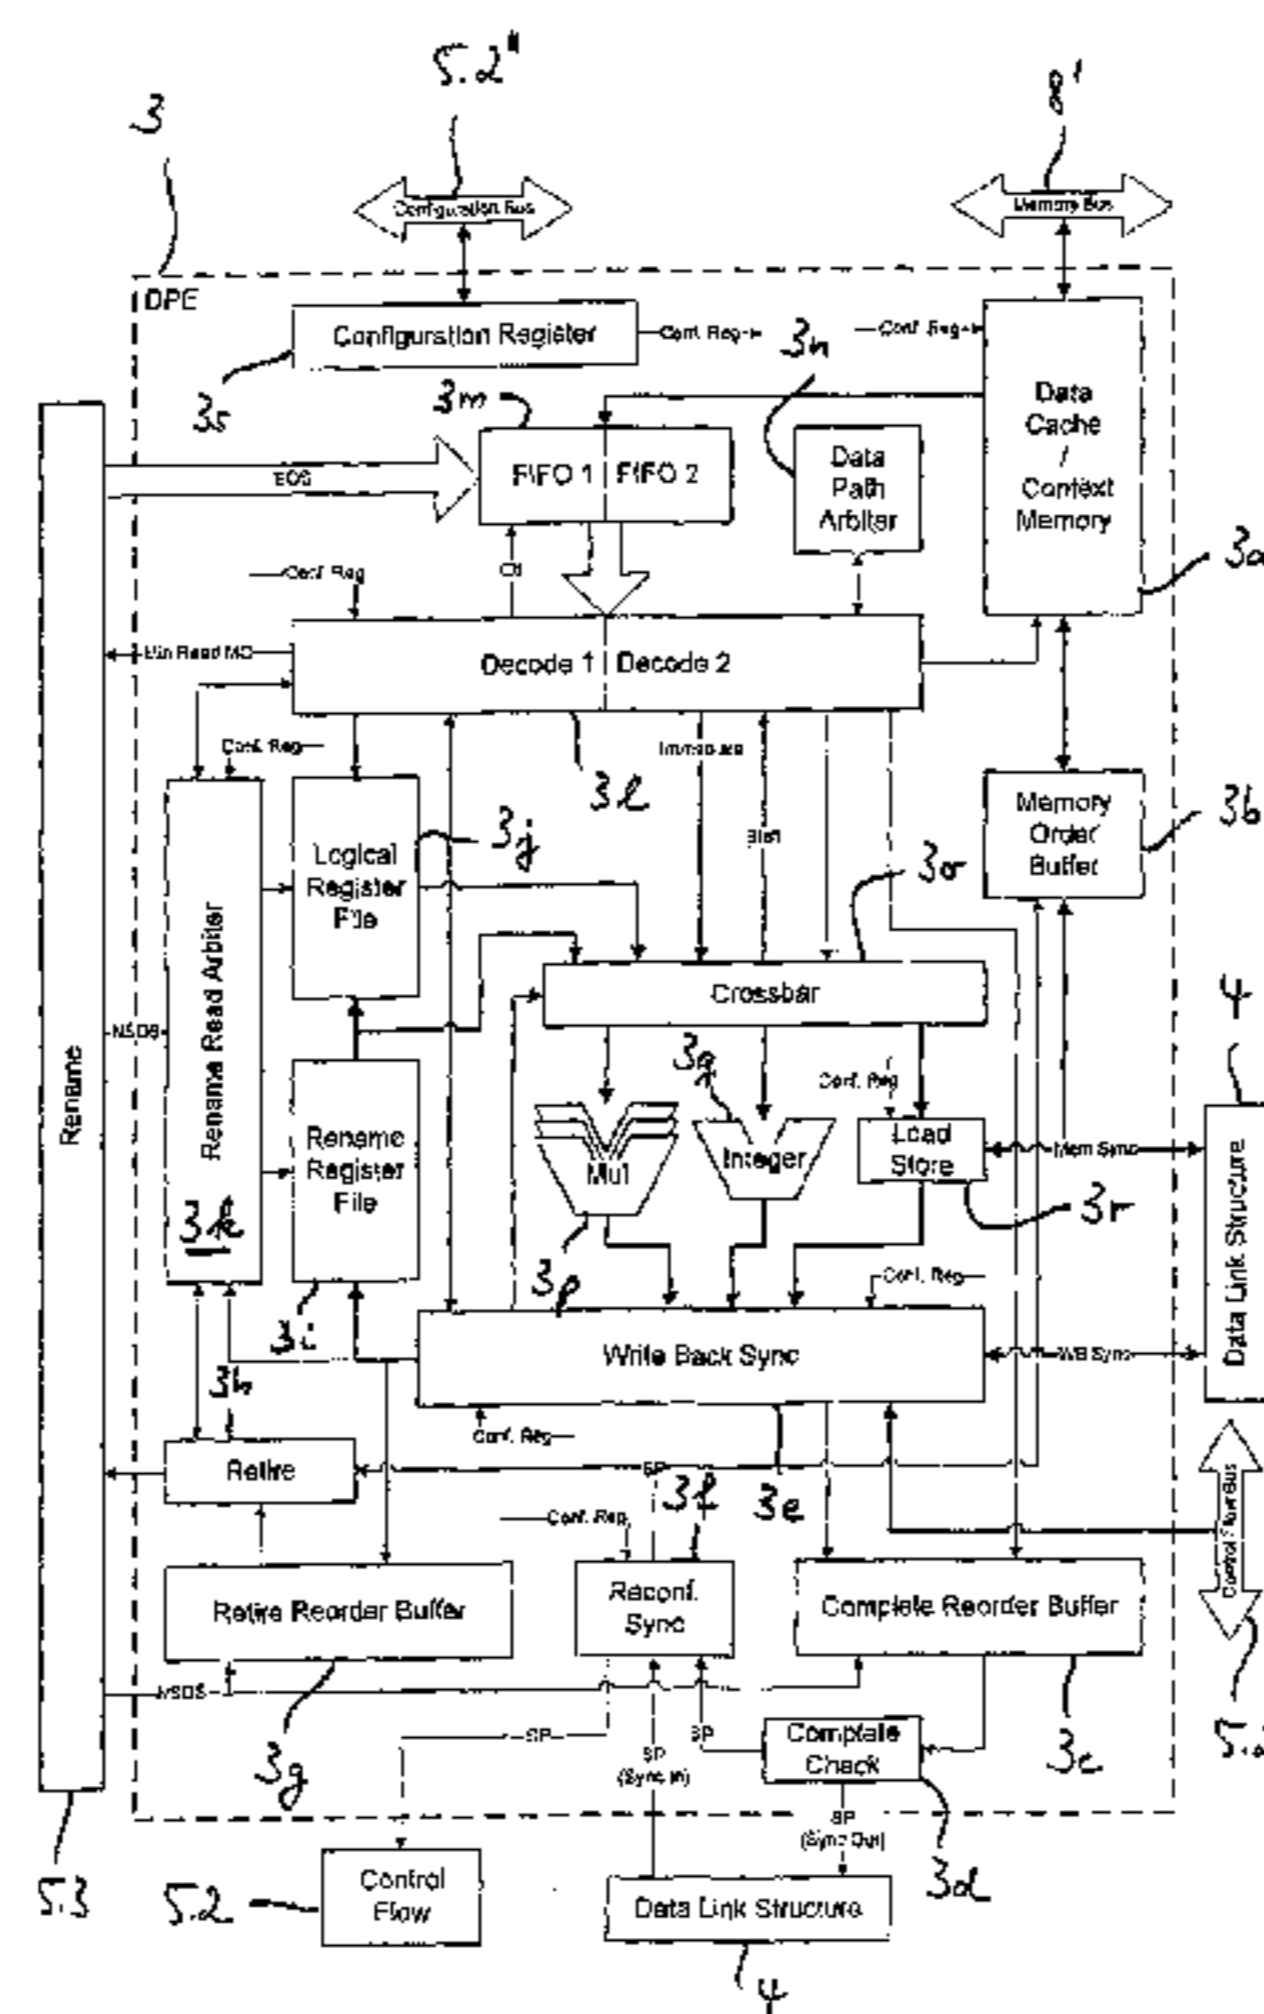 5.2"
8'
3
Configuration Bus
Memory Bus
DPE
Configuration Register
Conf. Reg
Conf. Reg
3s
3m
3n
Data
Cache
/
Context
Memory
EOS
FIFO 1
FIFO 2
Data
Path
Arbiter
3a
Conf. Reg
Decode 1
Decode 2
Conf. Reg
Immediate
3l
3j
Logical
Register
File
Memory
Order
Buffer
3b
3o
Crossbar
Rename
Rename Read Arbiter
3k
Rename
Register
File
3i
3q
Conf. Reg
Mul
Integer
Load
Store
Mem Sync
3r
3p
4
Data Link Structure
Conf. Reg
Write Back Sync
WB Sync
3h
Conf. Reg
Retire
SP
3f
3e
Conf. Reg
Control Flow Bus
Retire Reorder Buffer
Reconf.
Sync
Complete Reorder Buffer
NSDS
3g
SP
SP
(Sync In)
SP
Complete
Check
3c
SP
(Sync Out)
3d
5.3
5.2
Control
Flow
Data Link Structure
4